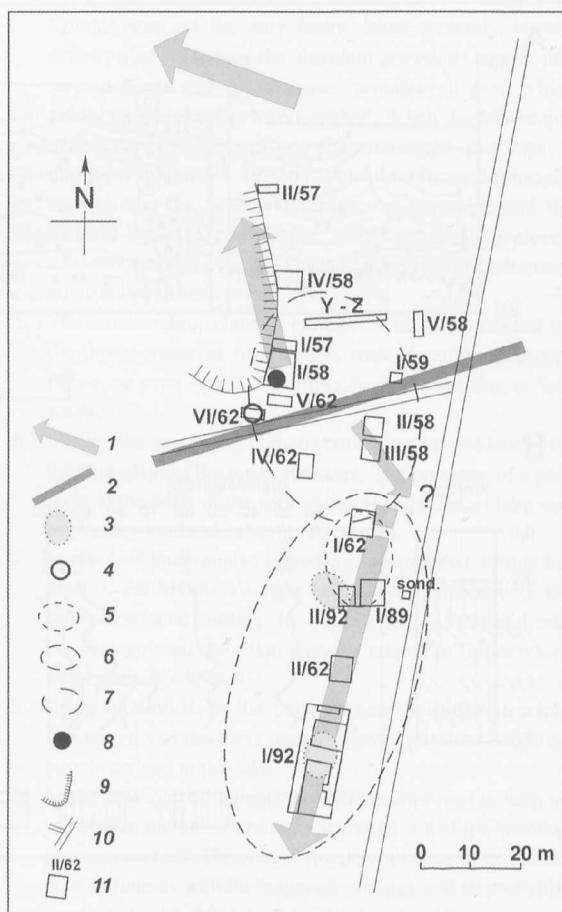 N
II/57
IV/58
Y - Σ
V/58
I/57
I/58
I/59
V/62
VI/62
II/58
III/58
IV/62
?
I/62
sond.
II/92
I/89
II/62
I/92
1
2
3
4
5
6
7
8
9
10
II/62
11
0 10 20 m